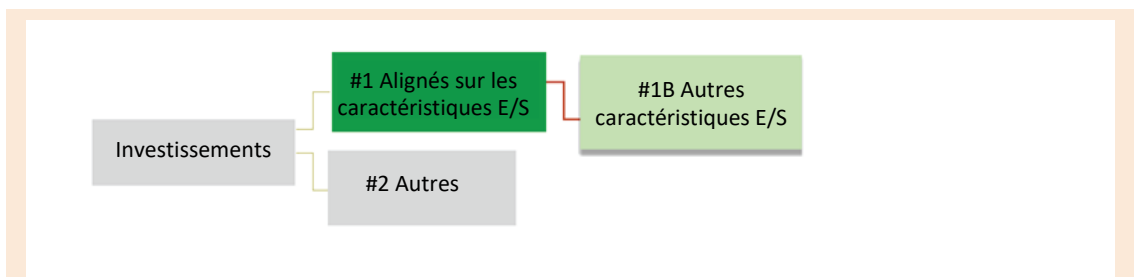 #1 Alignés sur les
caractéristiques E/S
#1B Autres
caractéristiques E/S
Investissements
#2 Autres